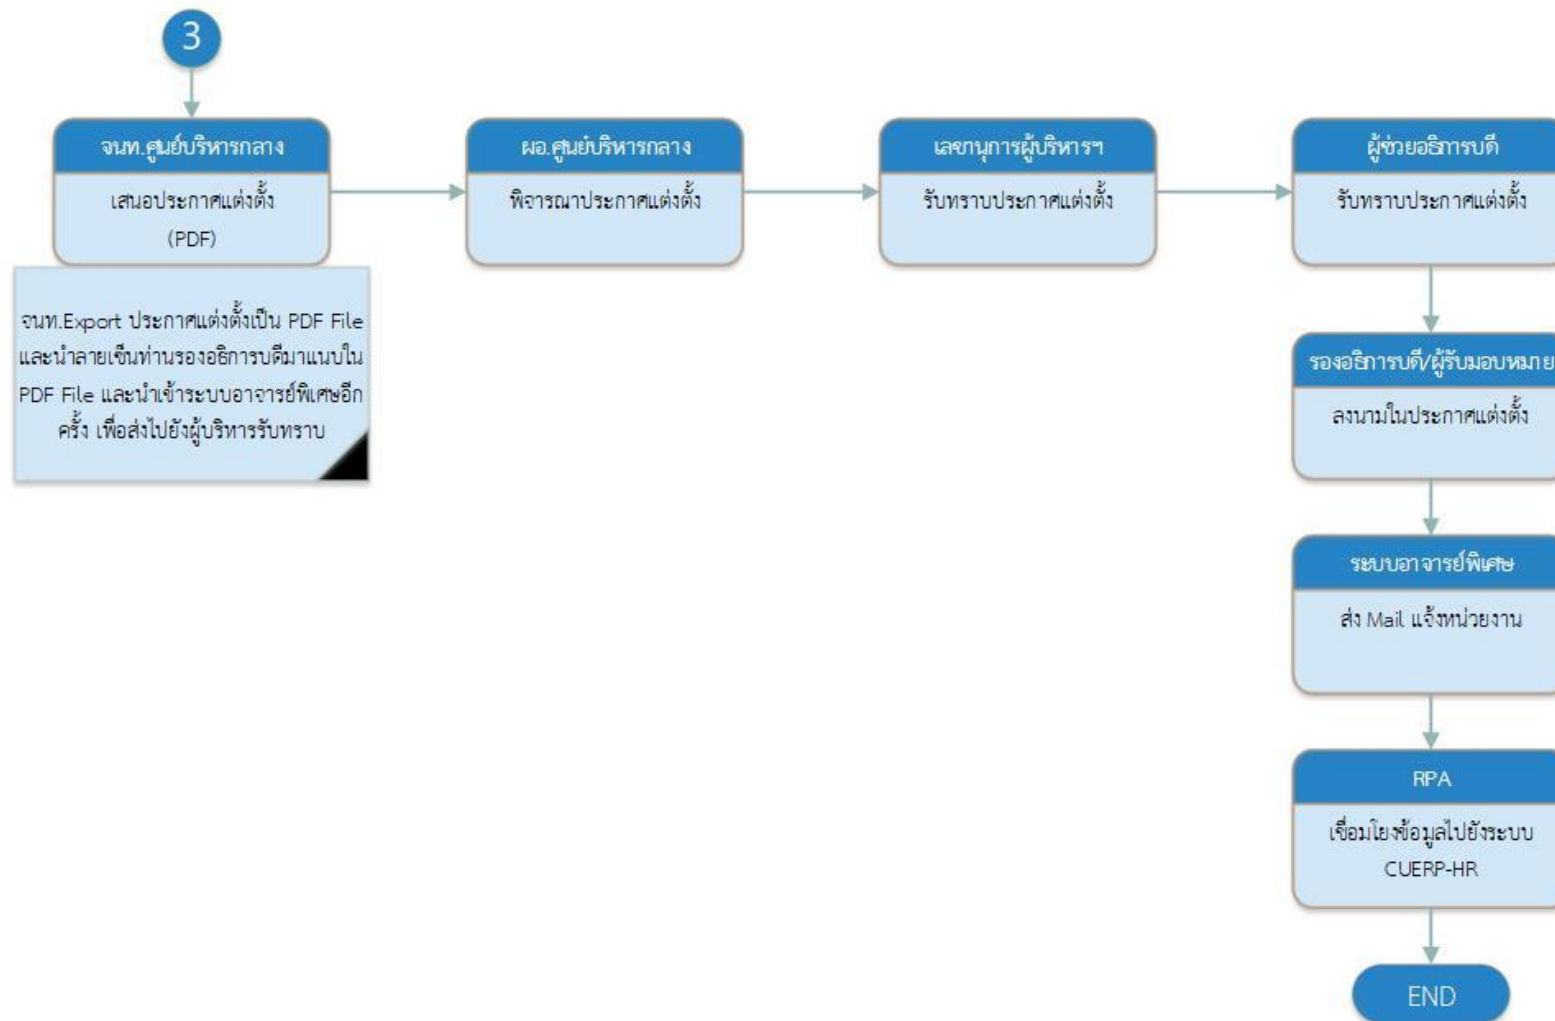 3
จนท.ศูนย์บริหารกลาง
เสนอประกาศแต่งตั้ง
(PDF)
จนท.Export ประกาศแต่งตั้งเป็น PDF File
และนำลายเซ็นท่านรองอธิการบดีมาแนบใน
PDF File และนำเข้าระบบอาจารย์พิเศษอีก
ครั้ง เพื่อส่งไปยังผู้บริหารรับทราบ
ผอ.ศูนย์บริหารกลาง
พิจารณาประกาศแต่งตั้ง
เลขานุการผู้บริหารฯ
รับทราบประกาศแต่งตั้ง
ผู้ช่วยอธิการบดี
รับทราบประกาศแต่งตั้ง
รองอธิการบดี/ผู้รับมอบหมาย
ลงนามในประกาศแต่งตั้ง
ระบบอาจารย์พิเศษ
ส่ง Mail แจ้งหน่วยงาน
RPA
เชื่อมโยงข้อมูลไปยังระบบ
CUERP-HR
END